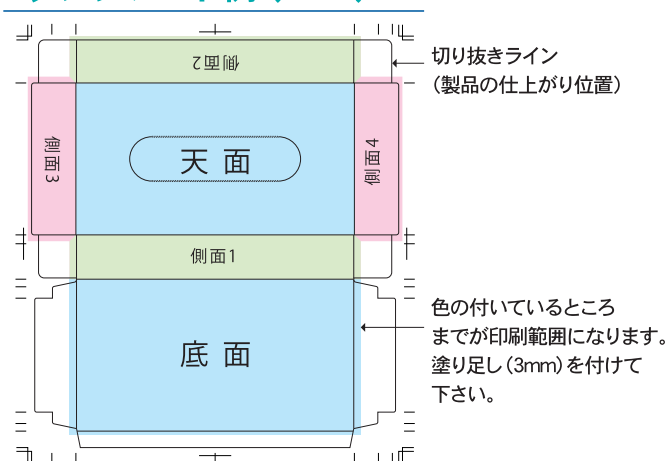 側面2
切り抜きライン
（製品の仕上がり位置）
側面3
天面
側面4
側面1
色の付いているところ
までが印刷範囲になります。
塗り足し（3mm）を付けて
下さい。
底面